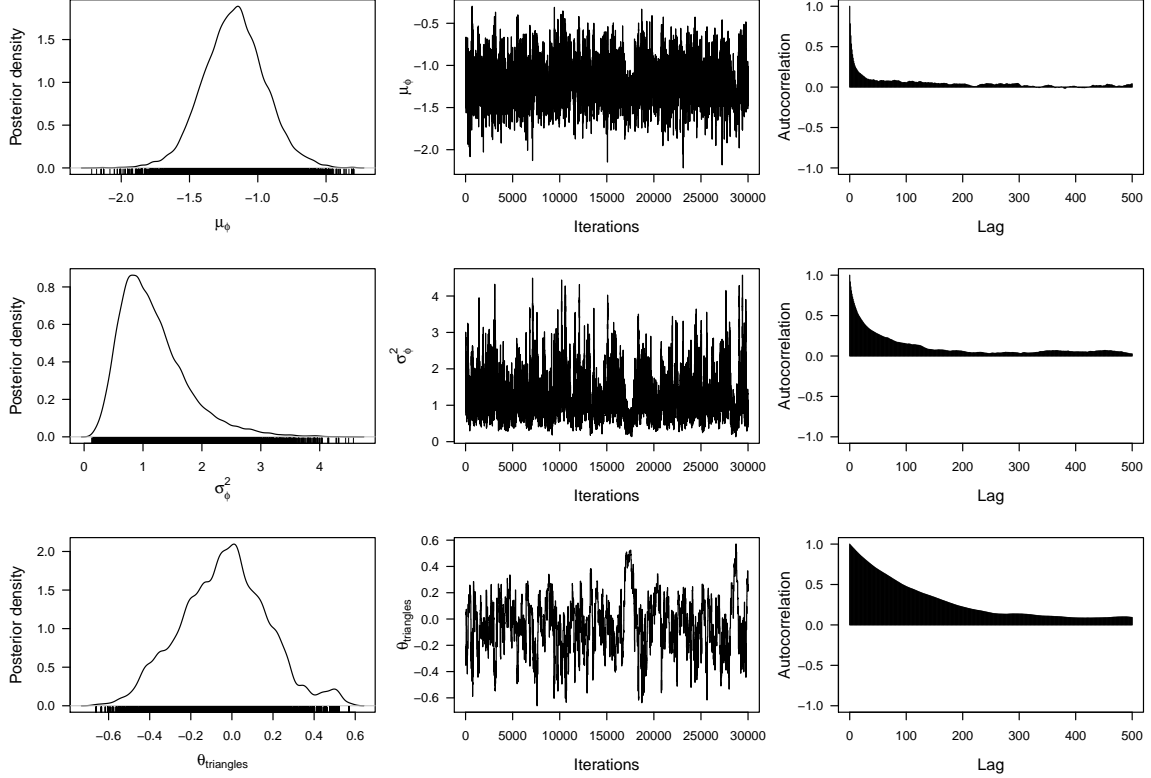 Posterior density
0.0 0.5 1.0 1.5
−2.0 −1.5 −1.0 −0.5
μϕ
μϕ
−2.0 −1.5 −1.0 −0.5
0 5000 10000 15000 20000 25000 30000
Iterations
Autocorrelation
−1.0 −0.5 0.0 0.5 1.0
0 100 200 300 400 500
Lag
Posterior density
0.0 0.2 0.4 0.6 0.8
0 1 2 3 4
σ²ϕ
σ²ϕ
0 1 2 3 4
0 5000 10000 15000 20000 25000 30000
Iterations
Autocorrelation
−1.0 −0.5 0.0 0.5 1.0
0 100 200 300 400 500
Lag
Posterior density
0.0 0.5 1.0 1.5 2.0
−0.6 −0.4 −0.2 0.0 0.2 0.4 0.6
θtriangles
θtriangles
−0.6 −0.4 −0.2 0.0 0.2 0.4 0.6
0 5000 10000 15000 20000 25000 30000
Iterations
Autocorrelation
−1.0 −0.5 0.0 0.5 1.0
0 100 200 300 400 500
Lag